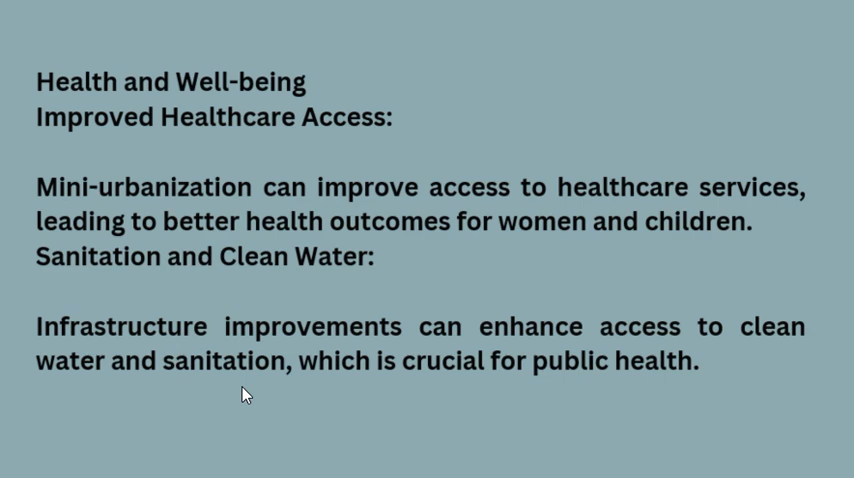 Health and Well-being
Improved Healthcare Access:
Mini-urbanization can improve access to healthcare services,
leading to better health outcomes for women and children.
Sanitation and Clean Water:
Infrastructure improvements can enhance access to clean
water and sanitation, which is crucial for public health.